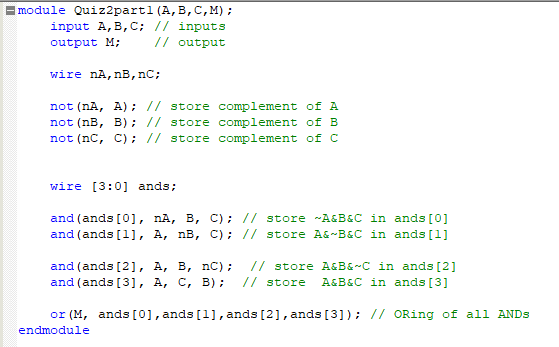 module Quiz2part1(A,B,C,M);
input A,B,C; // inputs
output M; // output
wire nA,nB,nC;
not(nA, A); // store complement of A
not(nB, B); // store complement of B
not(nC, C); // store complement of C
wire [3:0] ands;
and(ands[0], nA, B, C); // store ~A&B&C in ands[0]
and(ands[1], A, nB, C); // store A&~B&C in ands[1]
and(ands[2], A, B, nC); // store A&B&~C in ands[2]
and(ands[3], A, C, B); // store A&B&C in ands[3]
or(M, ands[0],ands[1],ands[2],ands[3]); // ORing of all ANDs
endmodule